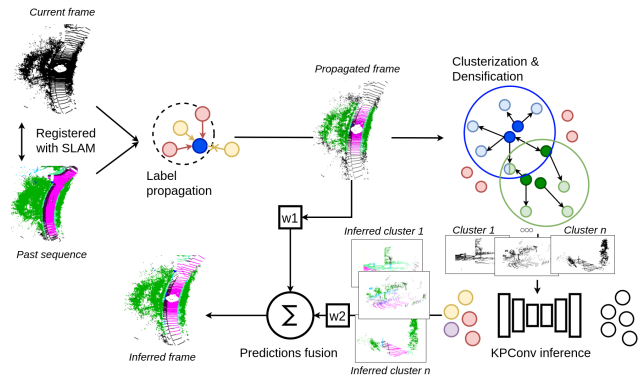 Current frame
Registered
with SLAM
Past sequence
Label
propagation
Propagated frame
Clusterization &
Densification
w1
Inferred cluster 1
Cluster 1
ooo
Cluster n
Inferred frame
Σ
w2
Predictions fusion
Inferred cluster n
KPConv inference